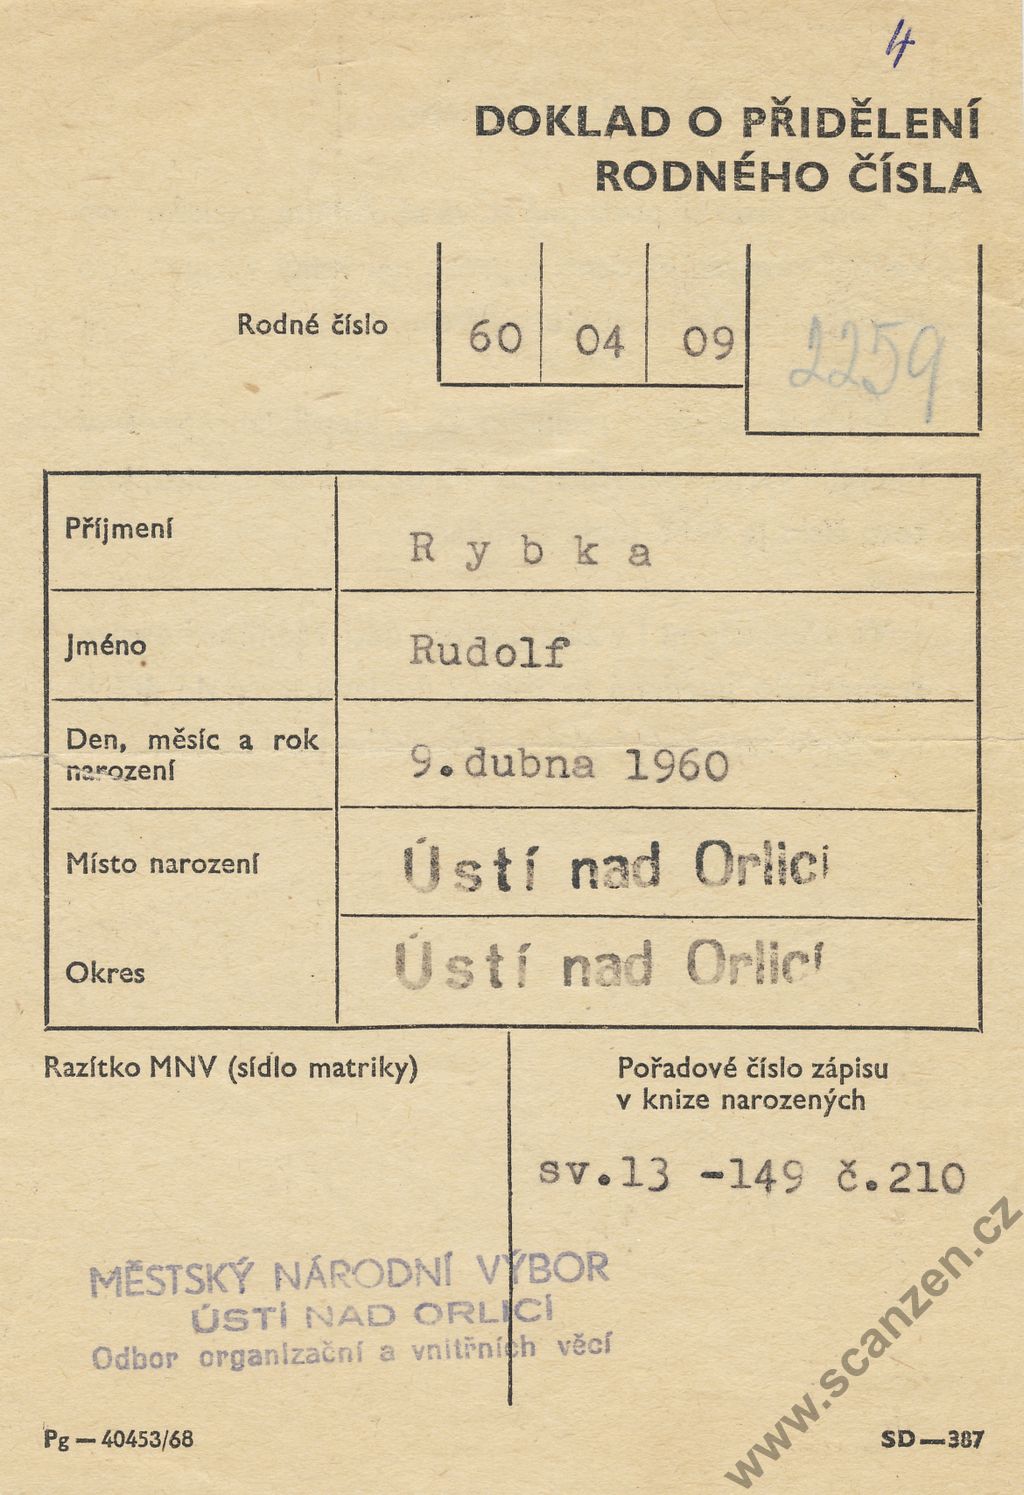 4
DOKLAD O PŘIDĚLENÍ
RODNÉHO ČÍSLA
Rodné číslo 60 04 09 2259
Příjmení R y b k a
Jméno Rudolf
Den, měsíc a rok
narození 9.dubna 1960
Místo narození Ústí nad Orlicí
Okres Ústí nad Orlicí
Razítko MNV (sídlo matriky)
Pořadové číslo zápisu
v knize narozených
sv.13 -149 č.210
MĚSTSKÝ NÁRODNÍ VÝBOR
ÚSTÍ NAD ORLICÍ
Odbor organizační a vnitřních věcí
Pg — 40453/68
SD—387
www.scanzen.cz